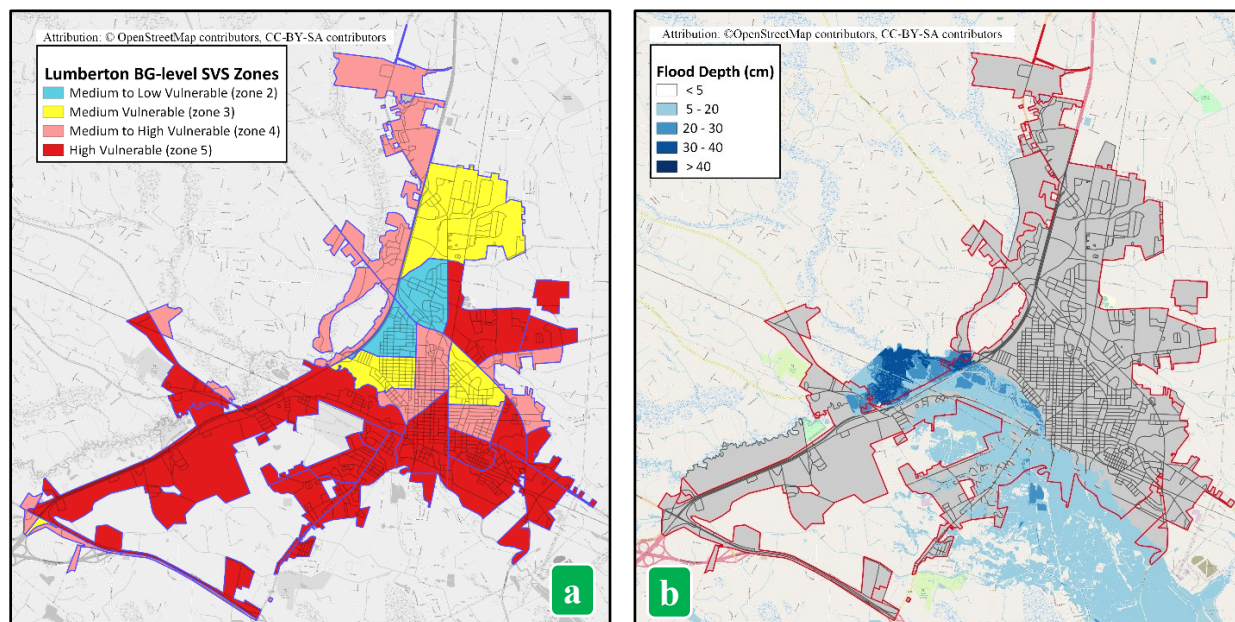 Attribution: © OpenStreetMap contributors, CC-BY-SA contributors
Lumberton BG-level SVS Zones
Medium to Low Vulnerable (zone 2)
Medium Vulnerable (zone 3)
Medium to High Vulnerable (zone 4)
High Vulnerable (zone 5)
a
Attribution: ©OpenStreetMap contributors, CC-BY-SA contributors
Flood Depth (cm)
< 5
5 - 20
20 - 30
30 - 40
> 40
b